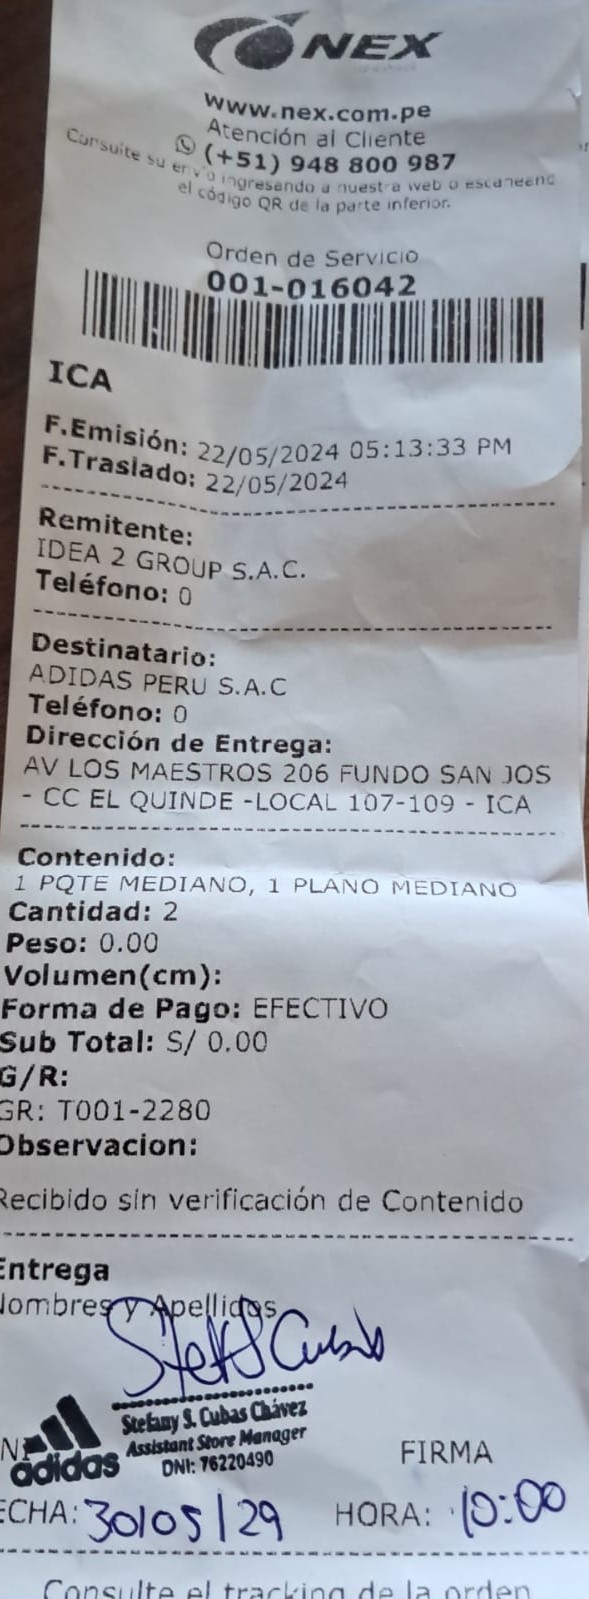 NEX
www.nex.com.pe
Atención al Cliente
(+51) 948 800 987
Consulte su envío ingresando a nuestra web o escaneand
el código QR de la parte inferior.
Orden de Servicio
001-016042
ICA
F.Emisión: 22/05/2024 05:13:33 PM
F.Traslado: 22/05/2024
Remitente:
IDEA 2 GROUP S.A.C.
Teléfono: 0
Destinatario:
ADIDAS PERU S.A.C
Teléfono: 0
Dirección de Entrega:
AV LOS MAESTROS 206 FUNDO SAN JOS
- CC EL QUINDE -LOCAL 107-109 - ICA
Contenido:
1 PQTE MEDIANO, 1 PLANO MEDIANO
Cantidad: 2
Peso: 0.00
Volumen(cm):
Forma de Pago: EFECTIVO
Sub Total: S/ 0.00
G/R:
GR: T001-2280
Observacion:
Recibido sin verificación de Contenido
Entrega
Nombres y Apellidos
Stefany S. Cubas Chávez
Assistant Store Manager
DNI: 76220490
adidas
FIRMA
ECHA: 30/05/29 HORA: 10:00
Consulte el tracking de la orden